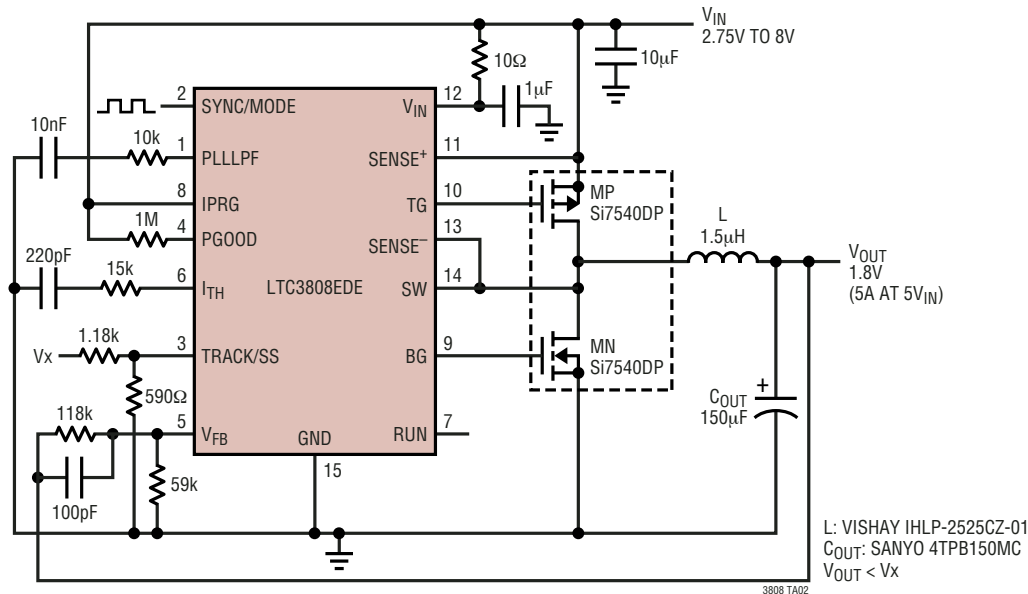 VIN
2.75V TO 8V
10Ω
10μF
1μF
2
SYNC/MODE
VIN
12
10nF
10k
1
PLLLPF
SENSE+
11
8
IPRG
TG
10
MP
Si7540DP
1M
4
PGOOD
SENSE–
13
L
1.5μH
220pF
15k
6
ITH
LTC3808EDE
SW
14
VOUT
1.8V
(5A AT 5VIN)
Vx
1.18k
3
TRACK/SS
BG
9
MN
Si7540DP
590Ω
118k
5
VFB
GND
RUN
7
15
+
COUT
150μF
100pF
59k
L: VISHAY IHLP-2525CZ-01
COUT: SANYO 4TPB150MC
VOUT < Vx
3808 TA02